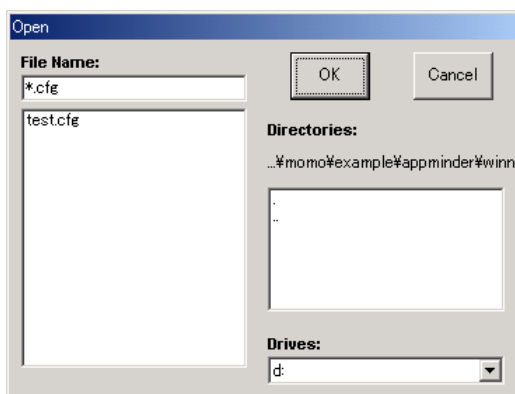 Open
File Name:
*.cfg
test.cfg
OK
Cancel
Directories:
...¥momo¥example¥appminder¥winn
.
..
Drives:
d: